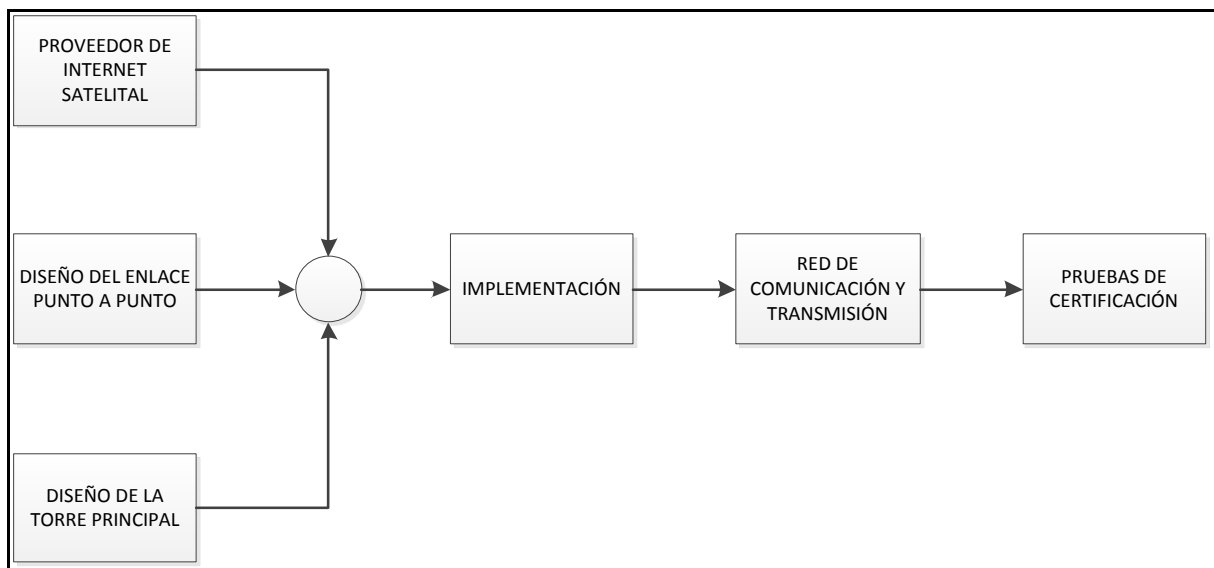 PROVEEDOR DE
INTERNET
SATELITAL
DISEÑO DEL ENLACE
PUNTO A PUNTO
DISEÑO DE LA
TORRE PRINCIPAL
IMPLEMENTACIÓN
RED DE
COMUNICACIÓN Y
TRANSMISIÓN
PRUEBAS DE
CERTIFICACIÓN